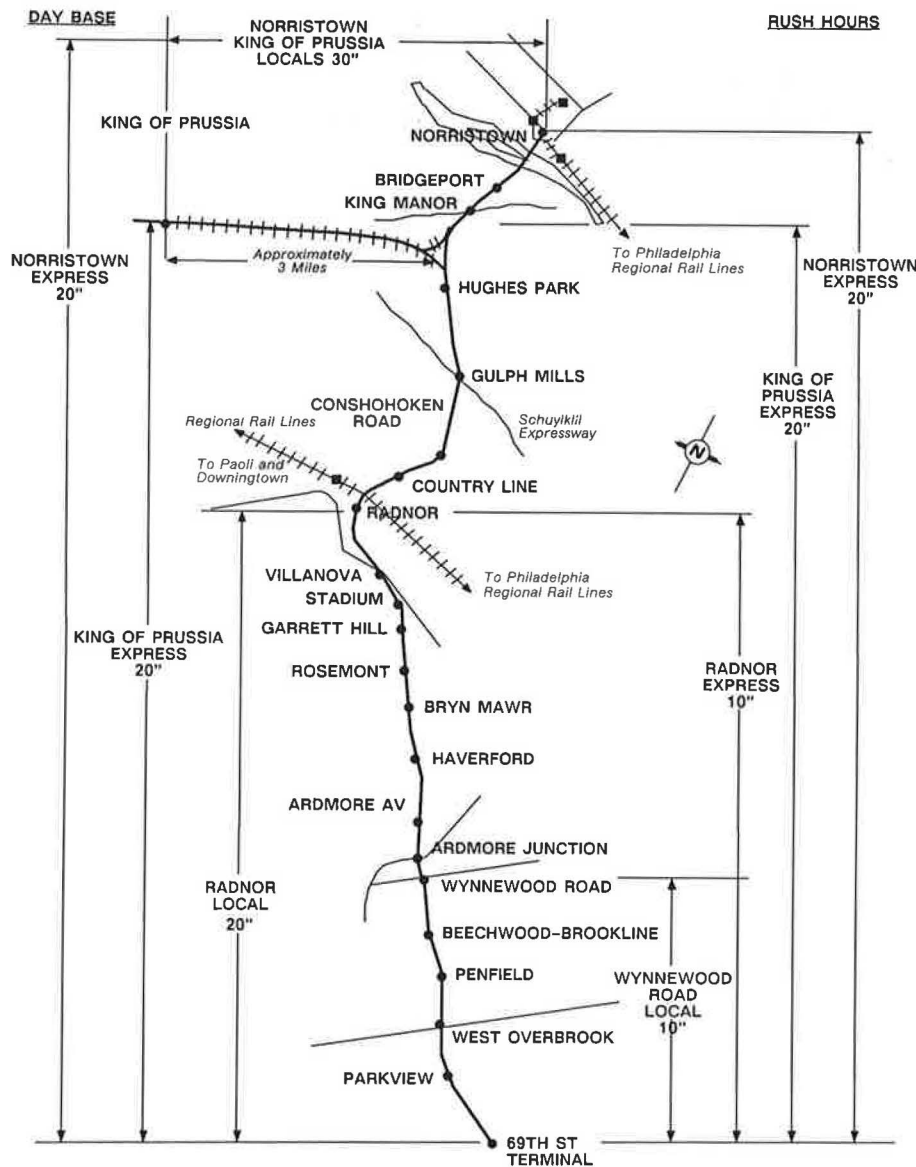 DAY BASE
RUSH HOURS
NORRISTOWN
KING OF PRUSSIA
LOCALS 30"
KING OF PRUSSIA
NORRISTOWN
BRIDGEPORT
KING MANOR
Approximately
3 Miles
To Philadelphia
Regional Rail Lines
NORRISTOWN
EXPRESS
20"
NORRISTOWN
EXPRESS
20"
HUGHES PARK
GULPH MILLS
KING OF
PRUSSIA
EXPRESS
20"
CONSHOHOKEN
ROAD
Schuylkill
Expressway
N
Regional Rail Lines
To Paoli and
Downingtown
COUNTRY LINE
RADNOR
VILLANOVA
To Philadelphia
Regional Rail Lines
STADIUM
GARRETT HILL
KING OF PRUSSIA
EXPRESS
20"
ROSEMONT
RADNOR
EXPRESS
10"
BRYN MAWR
HAVERFORD
ARDMORE AV
ARDMORE JUNCTION
WYNNEWOOD ROAD
RADNOR
LOCAL
20"
BEECHWOOD-BROOKLINE
PENFIELD
WYNNEWOOD
ROAD
LOCAL
10"
WEST OVERBROOK
PARKVIEW
69TH ST
TERMINAL